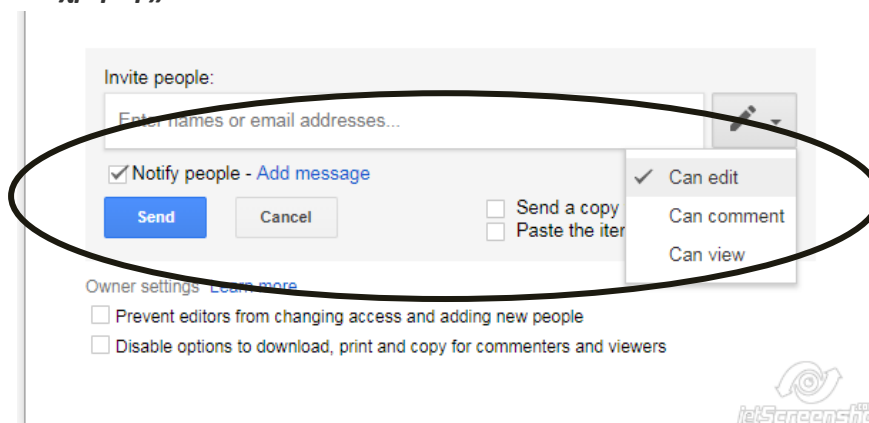 Invite people:
Enter names or email addresses...
Notify people - Add message
Can edit
Send Cancel
Send a copy
Can comment
Paste the iter
Can view
Owner settings Learn more
Prevent editors from changing access and adding new people
Disable options to download, print and copy for commenters and viewers